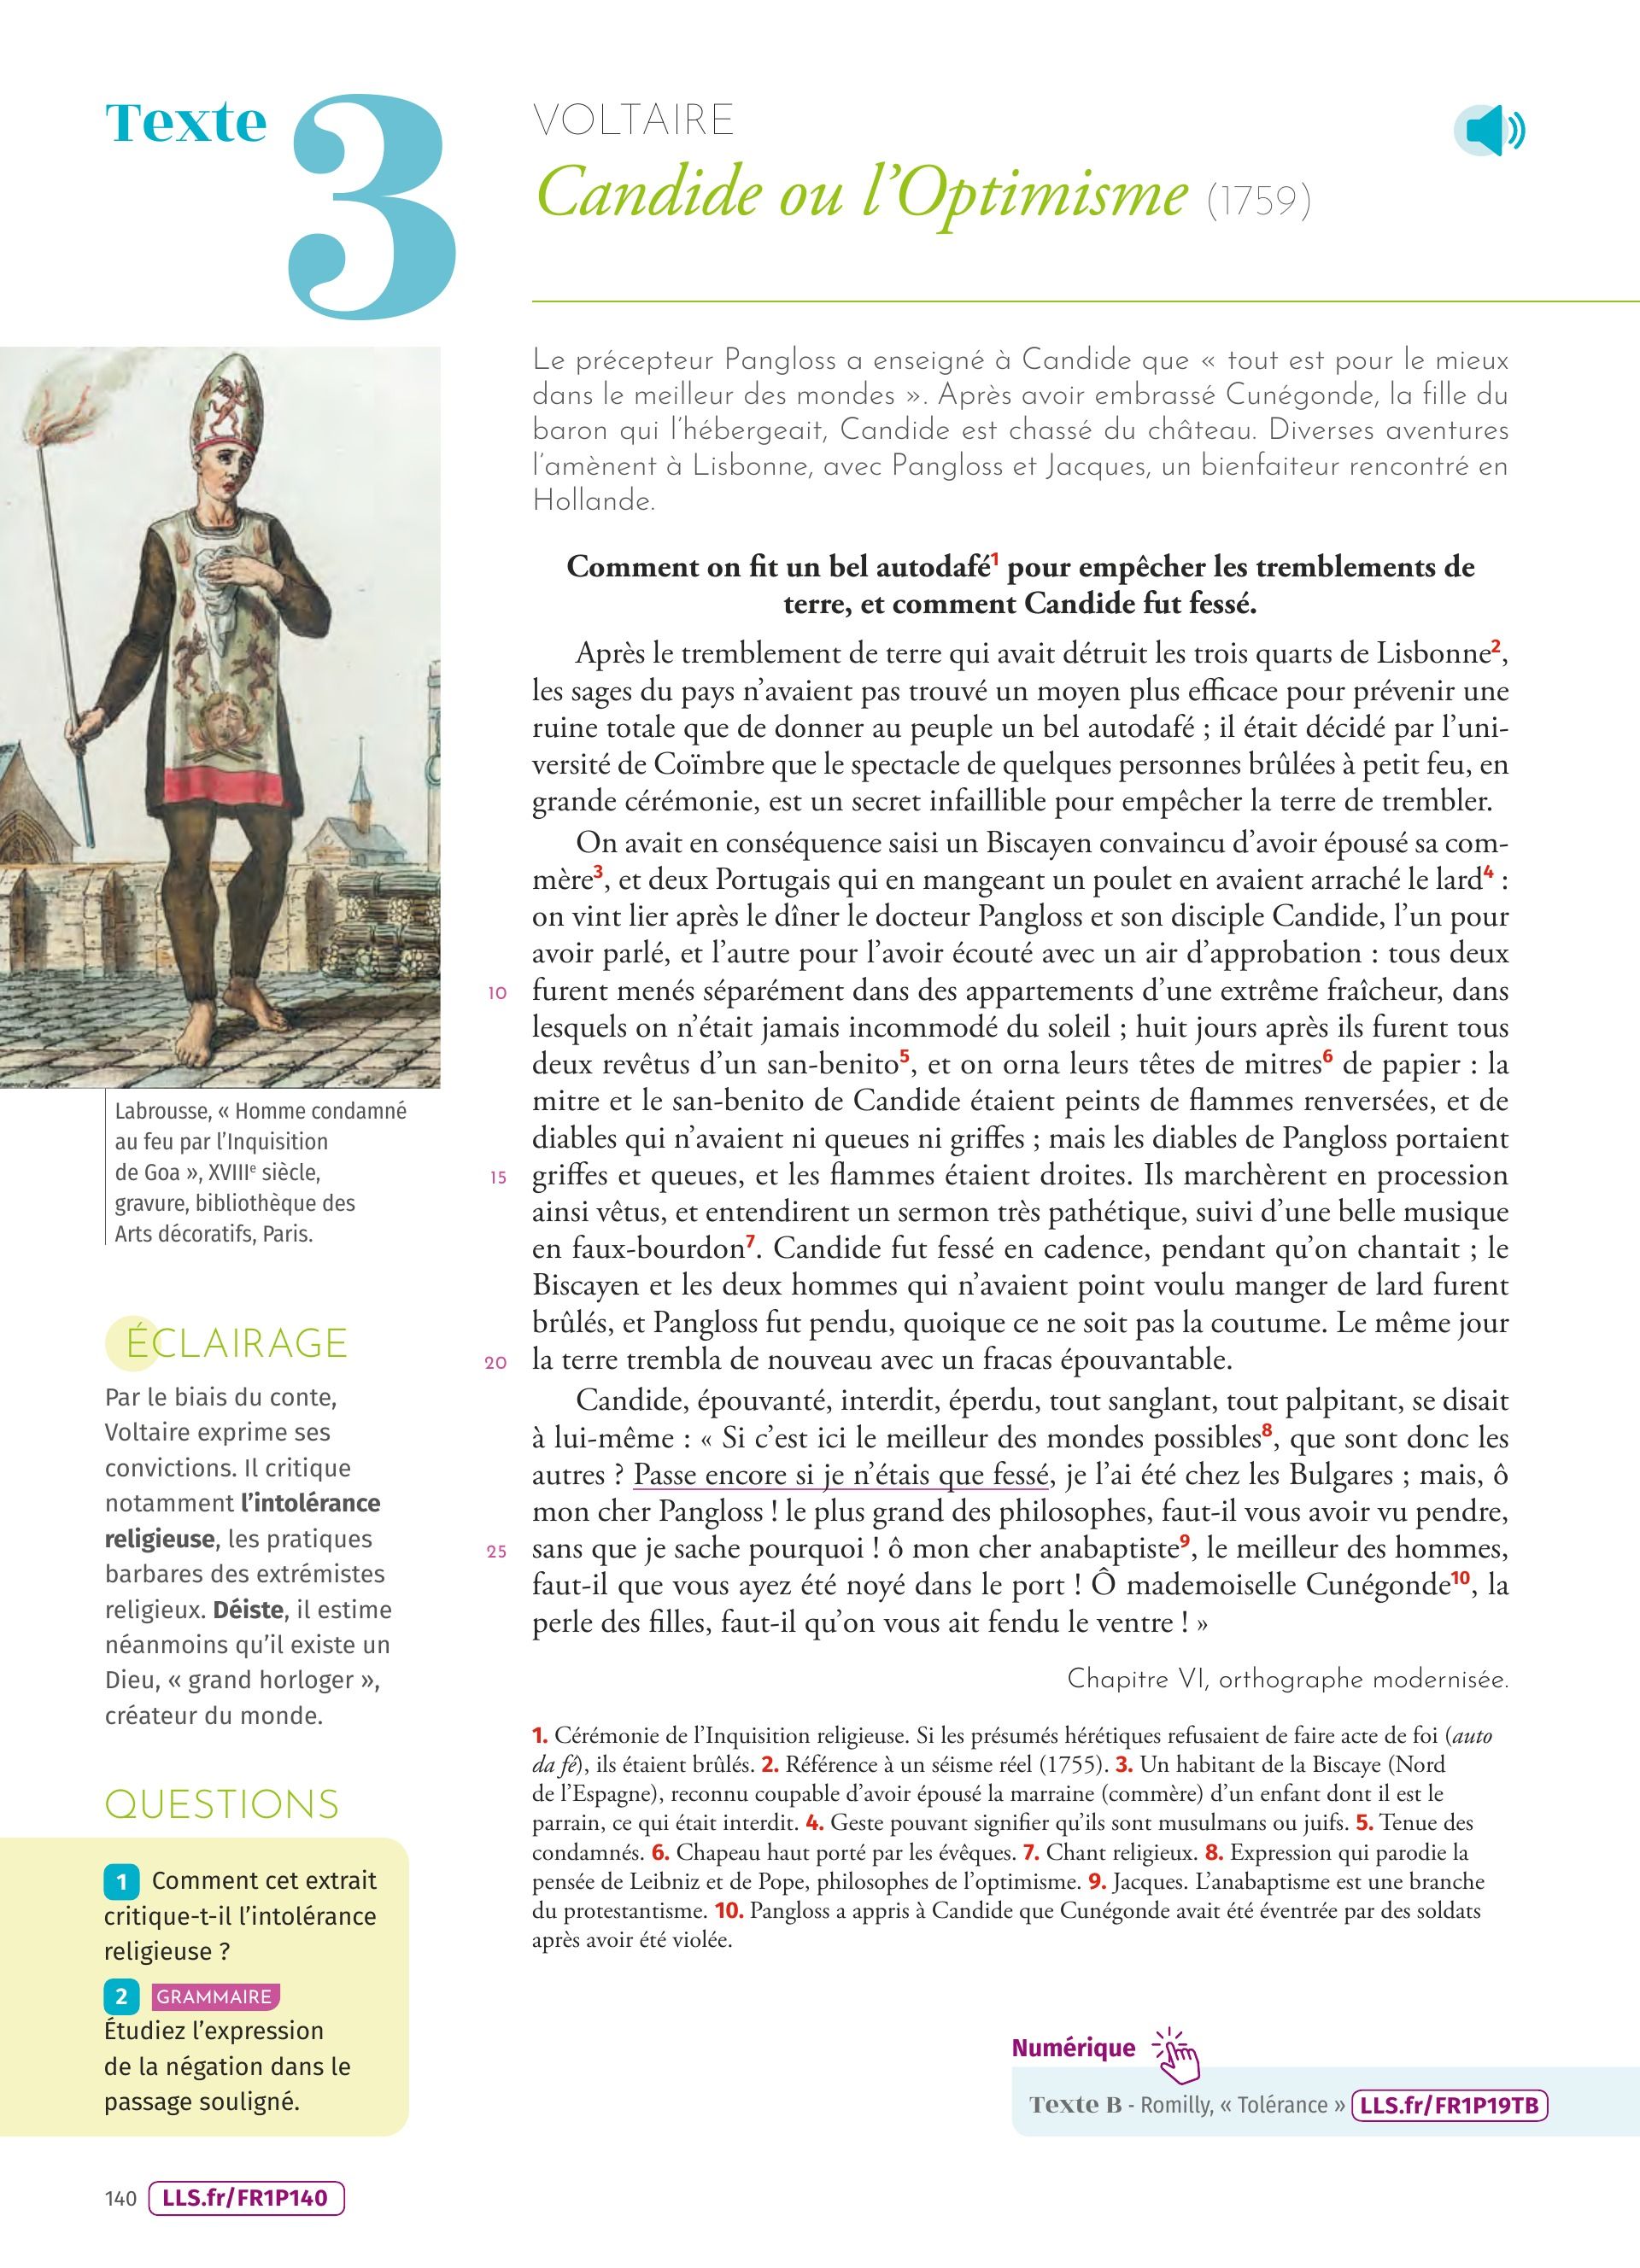 Texte 3
VOLTAIRE
Candide ou l’Optimisme (1759)
Le précepteur Pangloss a enseigné à Candide que « tout est pour le mieux
dans le meilleur des mondes ». Après avoir embrassé Cunégonde, la fille du
baron qui l’hébergeait, Candide est chassé du château. Diverses aventures
l’amènent à Lisbonne, avec Pangloss et Jacques, un bienfaiteur rencontré en
Hollande.
Comment on fit un bel autodafé1 pour empêcher les tremblements de
terre, et comment Candide fut fessé.
Après le tremblement de terre qui avait détruit les trois quarts de Lisbonne2,
les sages du pays n’avaient pas trouvé un moyen plus efficace pour prévenir une
ruine totale que de donner au peuple un bel autodafé ; il était décidé par l’uni-
versité de Coïmbre que le spectacle de quelques personnes brûlées à petit feu, en
grande cérémonie, est un secret infaillible pour empêcher la terre de trembler.
On avait en conséquence saisi un Biscayen convaincu d’avoir épousé sa com-
mère3, et deux Portugais qui en mangeant un poulet en avaient arraché le lard4 :
on vint lier après le dîner le docteur Pangloss et son disciple Candide, l’un pour
avoir parlé, et l’autre pour l’avoir écouté avec un air d’approbation : tous deux
10 furent menés séparément dans des appartements d’une extrême fraîcheur, dans
lesquels on n’était jamais incommodé du soleil ; huit jours après ils furent tous
deux revêtus d’un san-benito5, et on orna leurs têtes de mitres6 de papier : la
mitre et le san-benito de Candide étaient peints de flammes renversées, et de
diables qui n’avaient ni queues ni griffes ; mais les diables de Pangloss portaient
15 griffes et queues, et les flammes étaient droites. Ils marchèrent en procession
ainsi vêtus, et entendirent un sermon très pathétique, suivi d’une belle musique
en faux-bourdon7. Candide fut fessé en cadence, pendant qu’on chantait ; le
Biscayen et les deux hommes qui n’avaient point voulu manger de lard furent
brûlés, et Pangloss fut pendu, quoique ce ne soit pas la coutume. Le même jour
20 la terre trembla de nouveau avec un fracas épouvantable.
Candide, épouvanté, interdit, éperdu, tout sanglant, tout palpitant, se disait
à lui-même : « Si c’est ici le meilleur des mondes possibles8, que sont donc les
autres ? Passe encore si je n’étais que fessé, je l’ai été chez les Bulgares ; mais, ô
mon cher Pangloss ! le plus grand des philosophes, faut-il vous avoir vu pendre,
25 sans que je sache pourquoi ! ô mon cher anabaptiste9, le meilleur des hommes,
faut-il que vous ayez été noyé dans le port ! Ô mademoiselle Cunégonde10, la
perle des filles, faut-il qu’on vous ait fendu le ventre ! »
Chapitre VI, orthographe modernisée.
1. Cérémonie de l’Inquisition religieuse. Si les présumés hérétiques refusaient de faire acte de foi (auto
da fé), ils étaient brûlés. 2. Référence à un séisme réel (1755). 3. Un habitant de la Biscaye (Nord
de l’Espagne), reconnu coupable d’avoir épousé la marraine (commère) d’un enfant dont il est le
parrain, ce qui était interdit. 4. Geste pouvant signifier qu’ils sont musulmans ou juifs. 5. Tenue des
condamnés. 6. Chapeau haut porté par les évêques. 7. Chant religieux. 8. Expression qui parodie la
pensée de Leibniz et de Pope, philosophes de l’optimisme. 9. Jacques. L’anabaptisme est une branche
du protestantisme. 10. Pangloss a appris à Candide que Cunégonde avait été éventrée par des soldats
après avoir été violée.
Labrousse, « Homme condamné
au feu par l’Inquisition
de Goa », XVIIIe siècle,
gravure, bibliothèque des
Arts décoratifs, Paris.
ÉCLAIRAGE
Par le biais du conte,
Voltaire exprime ses
convictions. Il critique
notamment l’intolérance
religieuse, les pratiques
barbares des extrémistes
religieux. Déiste, il estime
néanmoins qu’il existe un
Dieu, « grand horloger »,
créateur du monde.
QUESTIONS
1 Comment cet extrait
critique-t-il l’intolérance
religieuse ?
2 GRAMMAIRE
Étudiez l’expression
de la négation dans le
passage souligné.
Numérique
Texte B - Romilly, « Tolérance » LLS.fr/FR1P19TB
140 LLS.fr/FR1P140